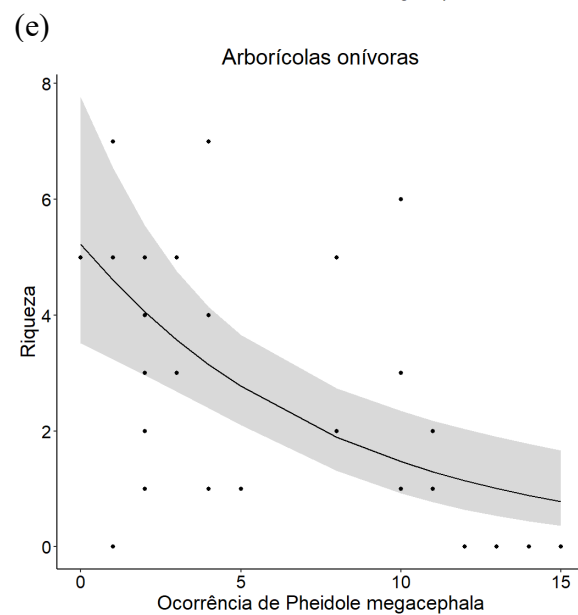 (e)
Arborícolas onívoras
8
6
4
2
0
Riqueza
0 5 10 15
Ocorrência de Pheidole megacephala